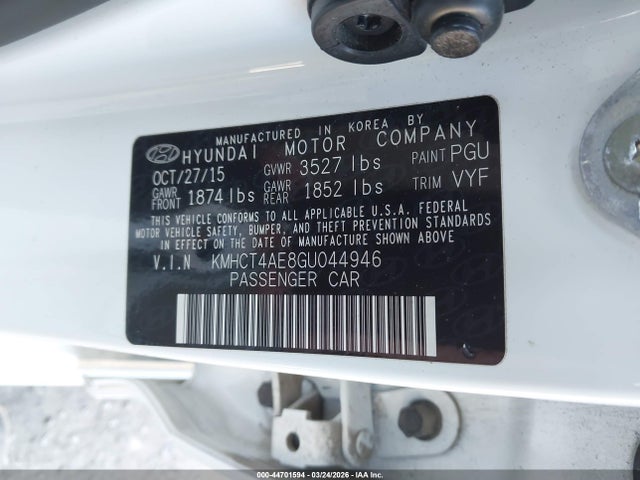 MANUFACTURED IN KOREA BY
HYUNDAI MOTOR COMPANY
OCT/27/15 GVWR 3527 lbs PAINT PGU
GAWR FRONT 1874 lbs GAWR REAR 1852 lbs TRIM VYF
THIS VEHICLE CONFORMS TO ALL APPLICABLE U.S.A. FEDERAL
MOTOR VEHICLE SAFETY, BUMPER, AND THEFT PREVENTION STANDARDS
IN EFFECT ON THE DATE OF MANUFACTURE SHOWN ABOVE
V.I.N KMHCT4AE8GU044946
PASSENGER CAR
© - 44701594 - 03/24/2026 - IAA Inc.